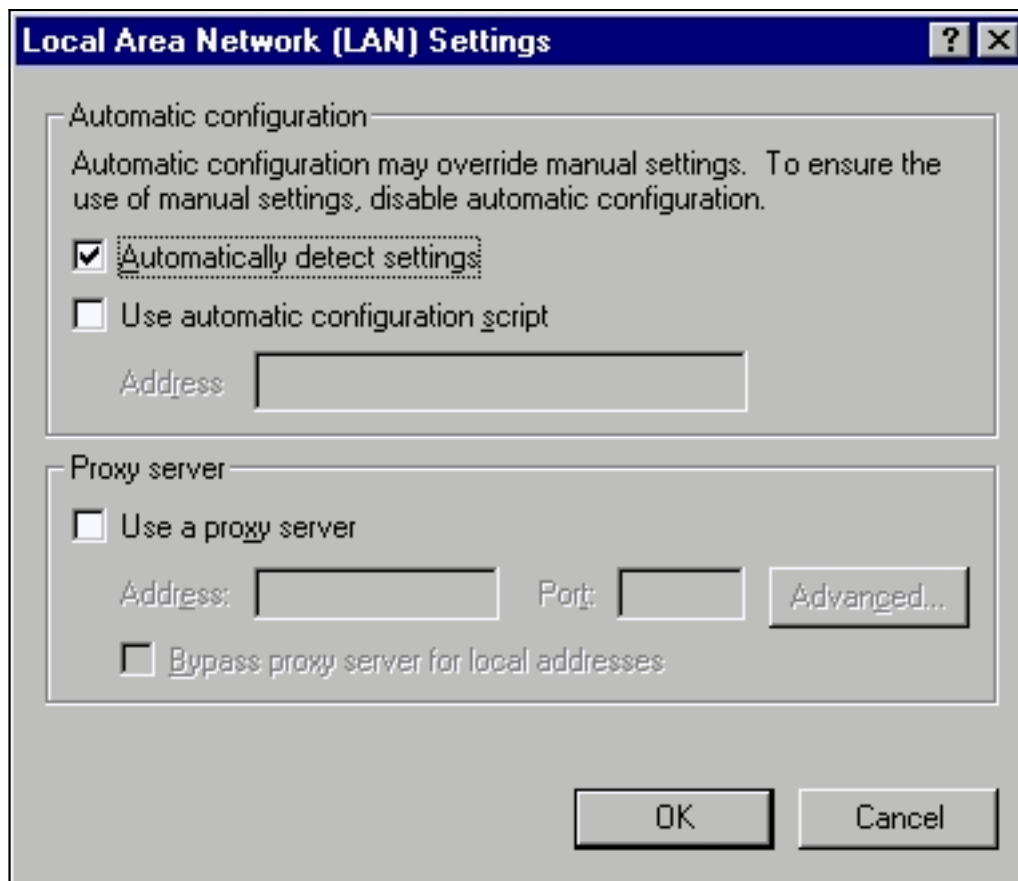 Local Area Network (LAN) Settings
Automatic configuration
Automatic configuration may override manual settings. To ensure the
use of manual settings, disable automatic configuration.
Automatically detect settings
Use automatic configuration script
Address
Proxy server
Use a proxy server
Address: Port: Advanced...
Bypass proxy server for local addresses
OK Cancel